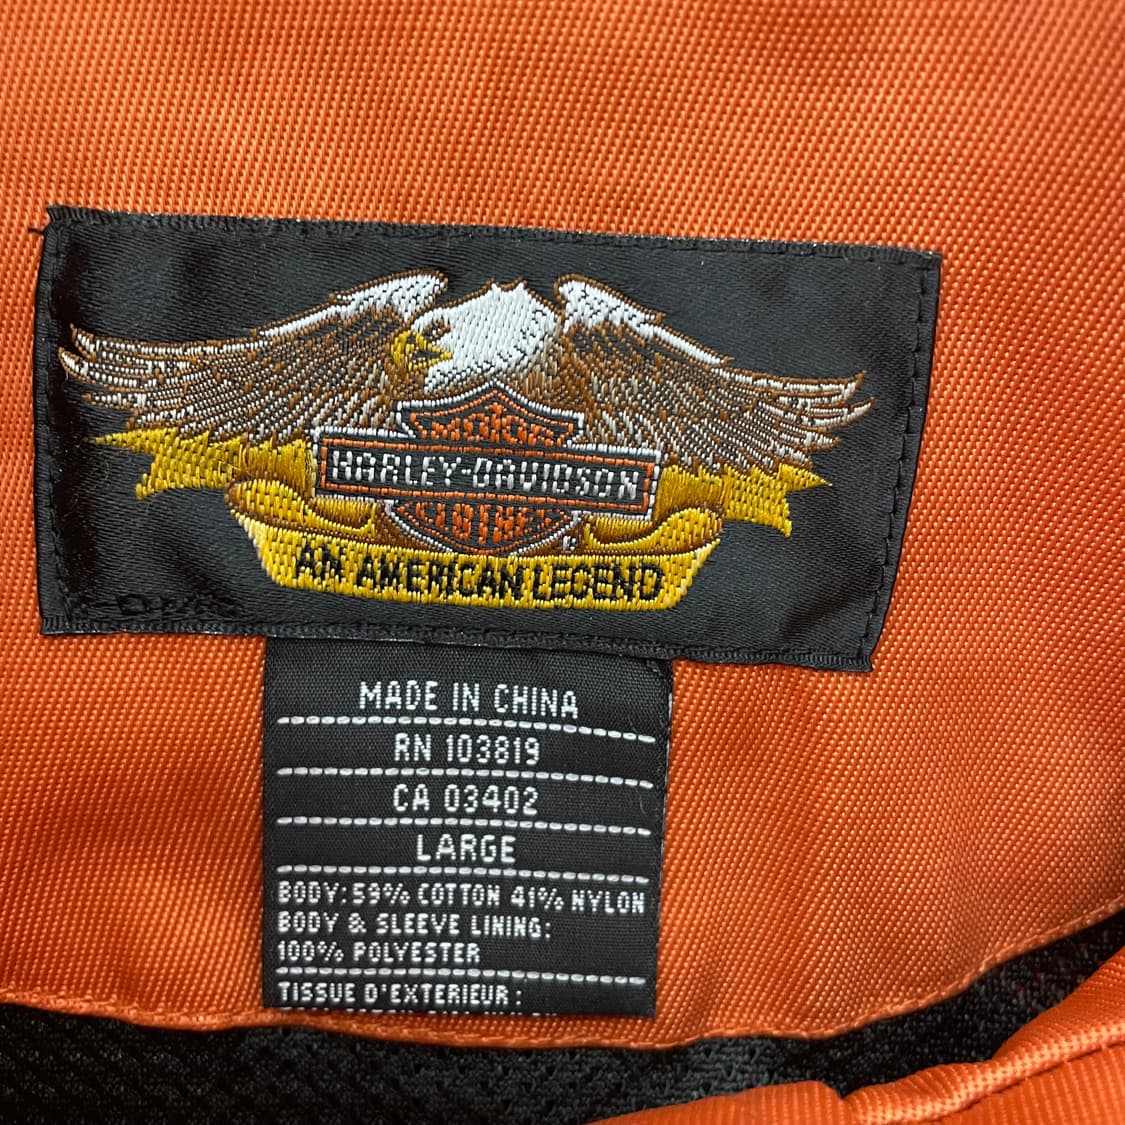 MOTOR
HARLEY-DAVIDSON
CLOTHES
®
AN AMERICAN LEGEND
MADE IN CHINA
RN 103819
CA 03402
LARGE
BODY: 59% COTTON 41% NYLON
BODY & SLEEVE LINING:
100% POLYESTER
TISSUE D'EXTERIEUR: